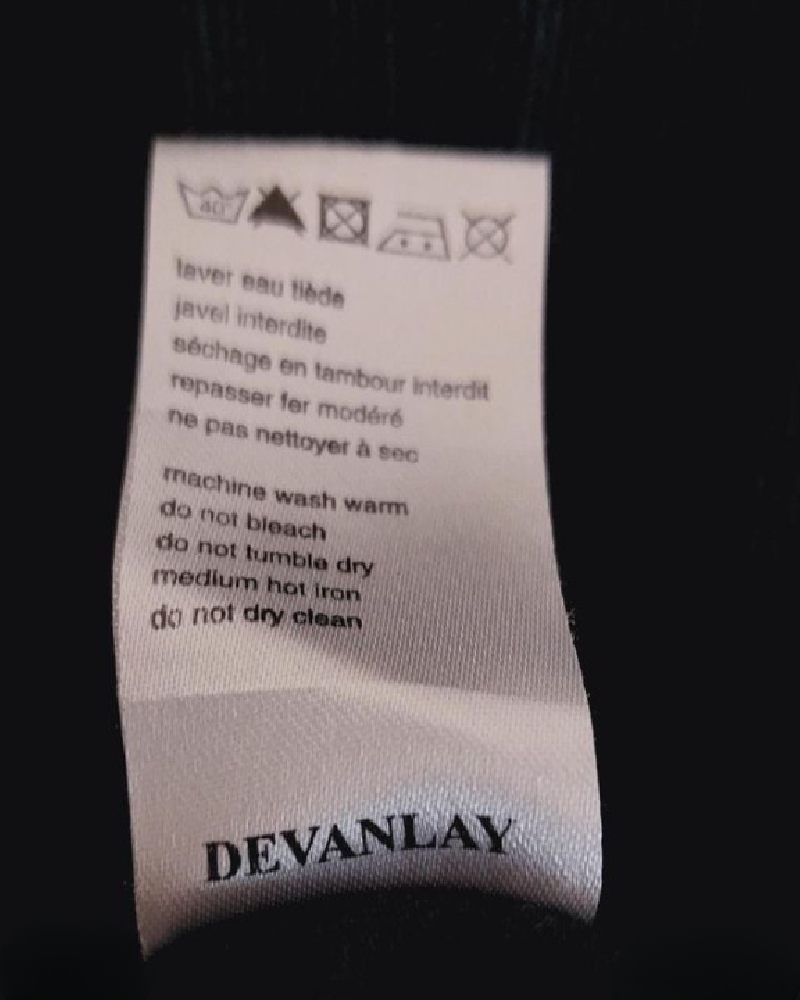 40°
laver eau tiède
javel interdite
séchage en tambour interdit
repasser fer modéré
ne pas nettoyer à sec
machine wash warm
do not bleach
do not tumble dry
medium hot iron
do not dry clean
DEVANLAY